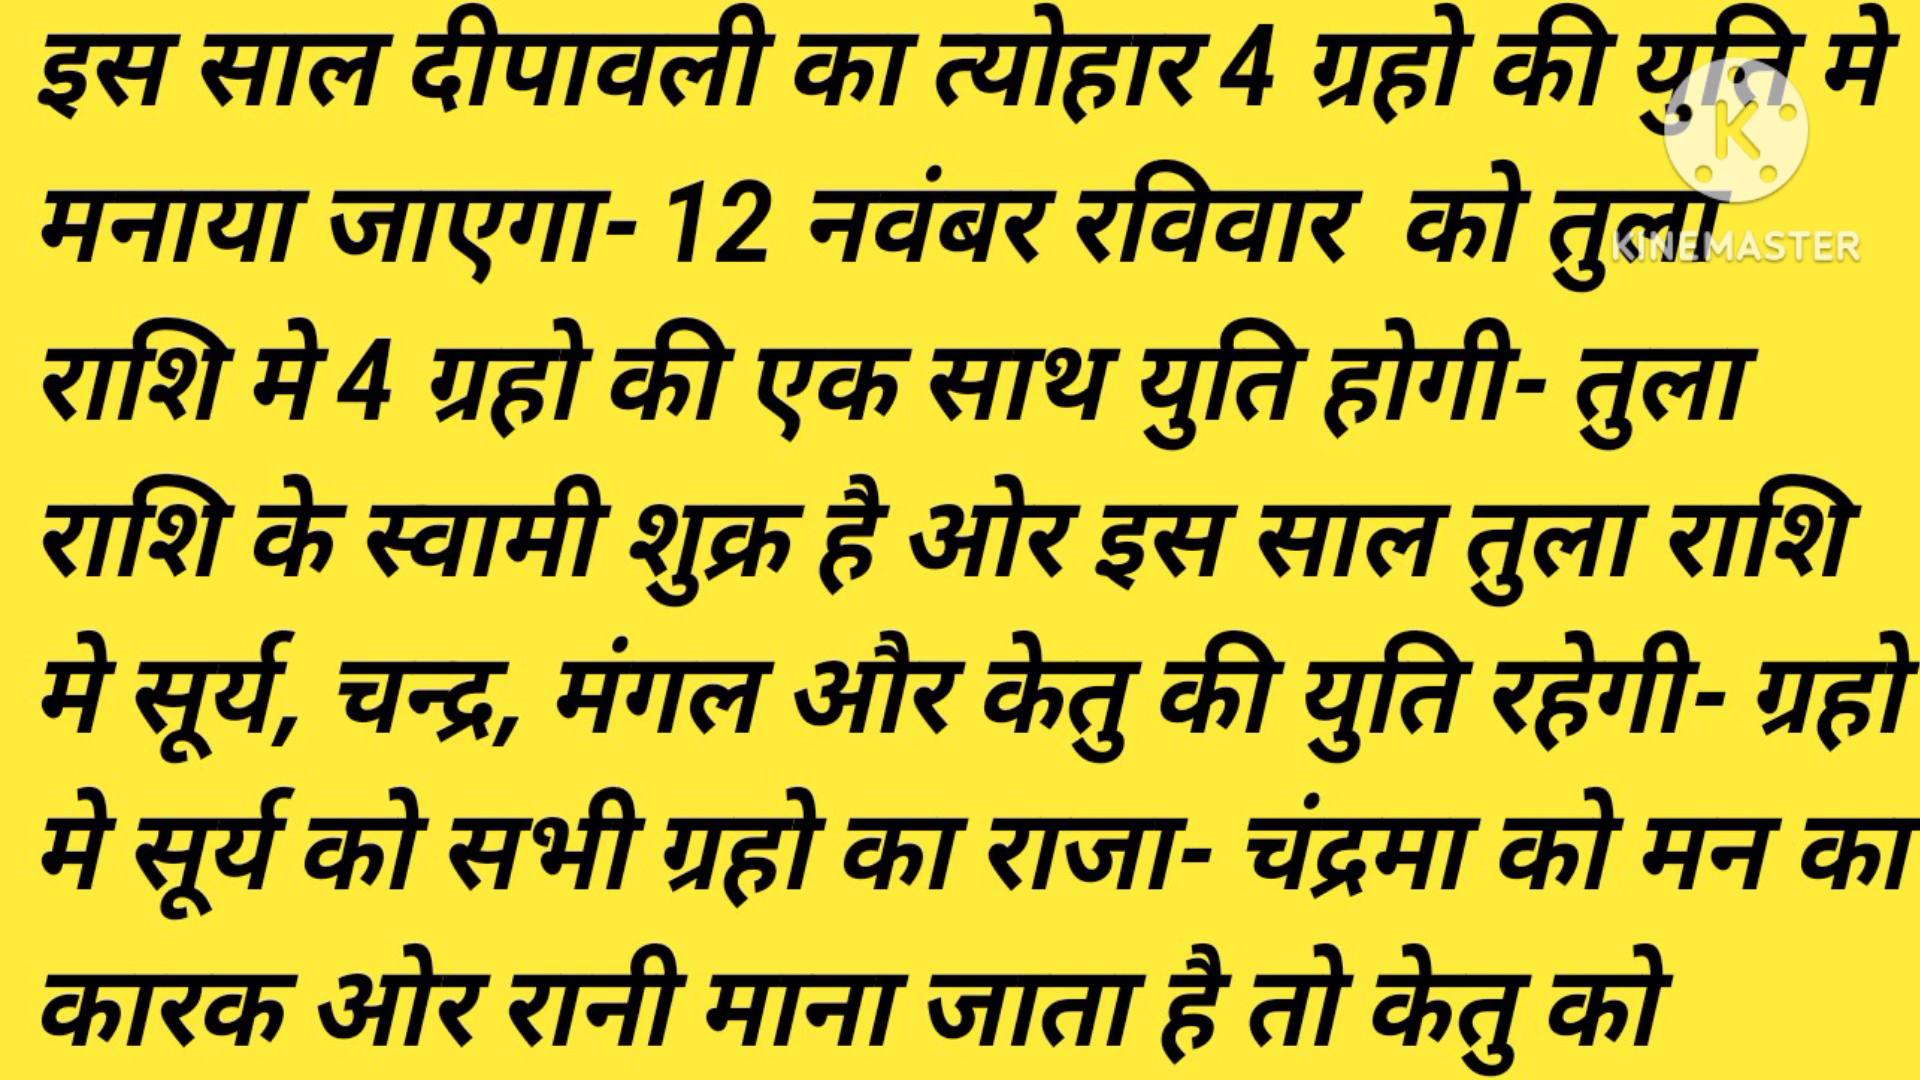 इस साल दीपावली का त्योहार 4 ग्रहो की युति मे
मनाया जाएगा- 12 नवंबर रविवार को तुला
राशि मे 4 ग्रहो की एक साथ युति होगी- तुला
राशि के स्वामी शुक्र है ओर इस साल तुला राशि
मे सूर्य, चन्द्र, मंगल और केतु की युति रहेगी- ग्रहो
मे सूर्य को सभी ग्रहो का राजा- चंद्रमा को मन का
कारक ओर रानी माना जाता है तो केतु को
K
KINEMASTER